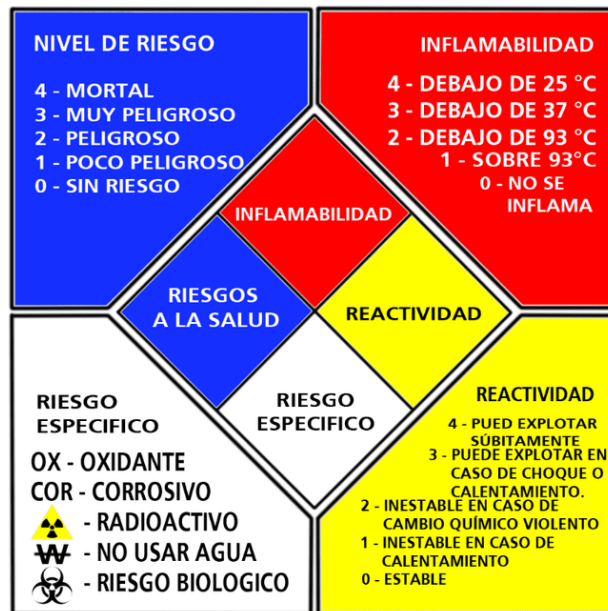 NIVEL DE RIESGO
4 - MORTAL
3 - MUY PELIGROSO
2 - PELIGROSO
1 - POCO PELIGROSO
0 - SIN RIESGO
INFLAMABILIDAD
4 - DEBAJO DE 25 °C
3 - DEBAJO DE 37 °C
2 - DEBAJO DE 93 °C
1 - SOBRE 93°C
0 - NO SE
INFLAMA
INFLAMABILIDAD
RIESGOS
A LA SALUD
REACTIVIDAD
RIESGO
ESPECIFICO
RIESGO
ESPECIFICO
OX - OXIDANTE
COR - CORROSIVO
- RADIOACTIVO
W - NO USAR AGUA
- RIESGO BIOLOGICO
REACTIVIDAD
4 - PUED EXPLOTAR
SÚBITAMENTE
3 - PUEDE EXPLOTAR EN
CASO DE CHOQUE O
CALENTAMIENTO.
2 - INESTABLE EN CASO DE
CAMBIO QUÍMICO VIOLENTO
1 - INESTABLE EN CASO DE
CALENTAMIENTO
0 - ESTABLE